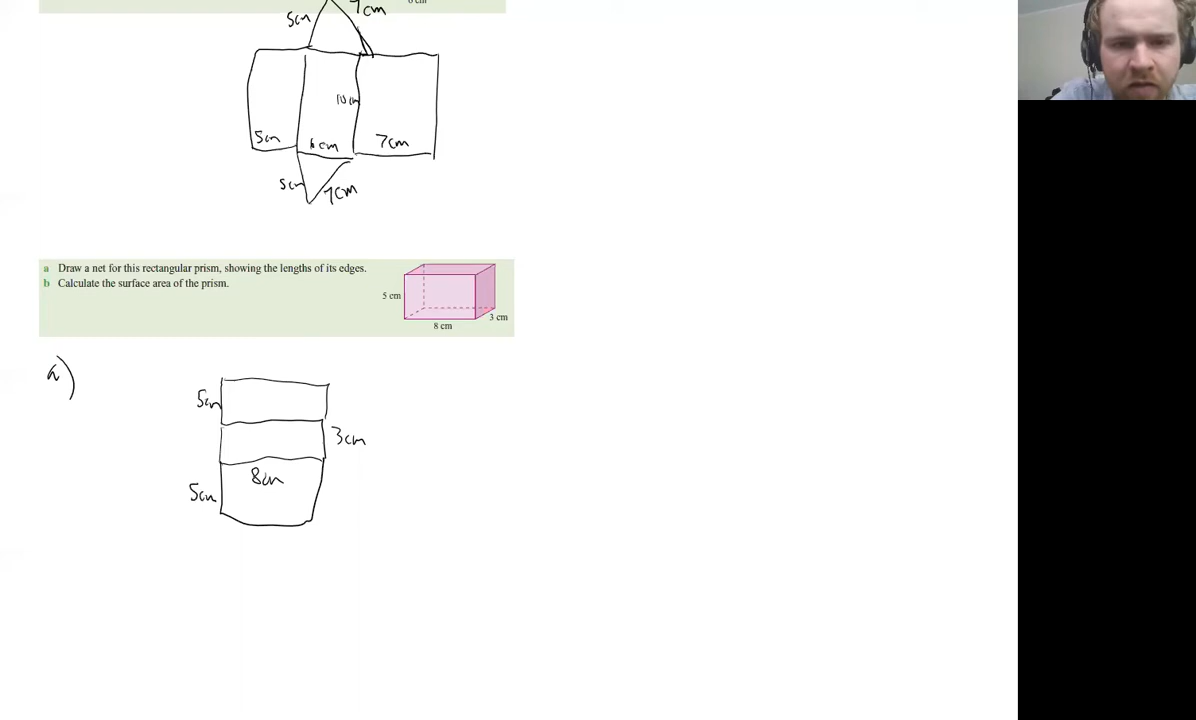 5cm
7cm
10cm
5cm
6cm
7cm
5cm
7cm
a Draw a net for this rectangular prism, showing the lengths of its edges.
b Calculate the surface area of the prism.
5 cm
3 cm
8 cm
a)
5cm
3cm
8cm
5cm